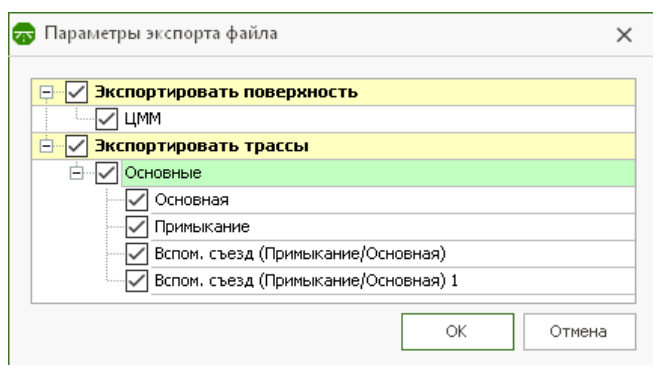 Параметры экспорта файла
Экспортировать поверхность
ЦММ
Экспортировать трассы
Основные
Основная
Примыкание
Вспом. съезд (Примыкание/Основная)
Вспом. съезд (Примыкание/Основная) 1
ОК Отмена